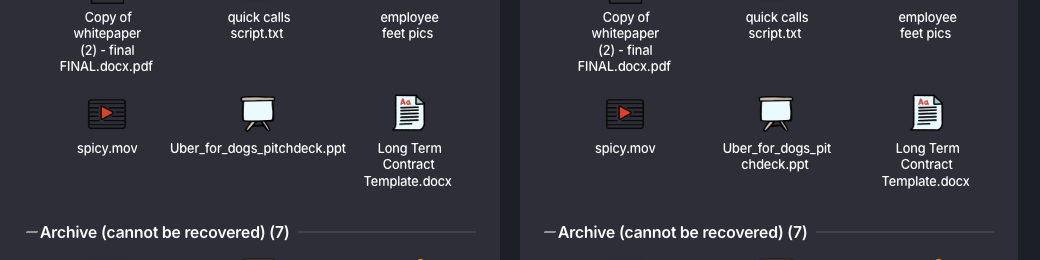 Copy of
whitepaper
(2) - final
FINAL.docx.pdf
quick calls
script.txt
employee
feet pics
spicy.mov
Uber_for_dogs_pitchdeck.ppt
Long Term
Contract
Template.docx
Archive (cannot be recovered) (7)
Copy of
whitepaper
(2) - final
FINAL.docx.pdf
quick calls
script.txt
employee
feet pics
spicy.mov
Uber_for_dogs_pit
chdeck.ppt
Long Term
Contract
Template.docx
Archive (cannot be recovered) (7)